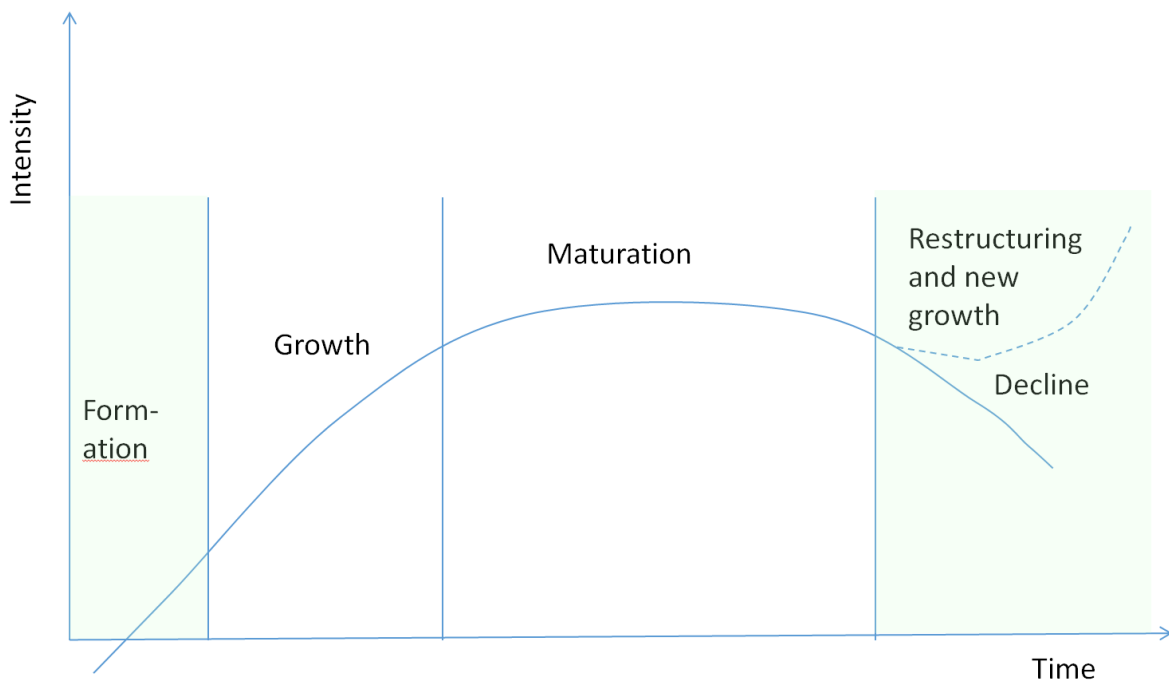 Intensity
Form-
ation
Growth
Maturation
Restructuring
and new
growth
Decline
Time